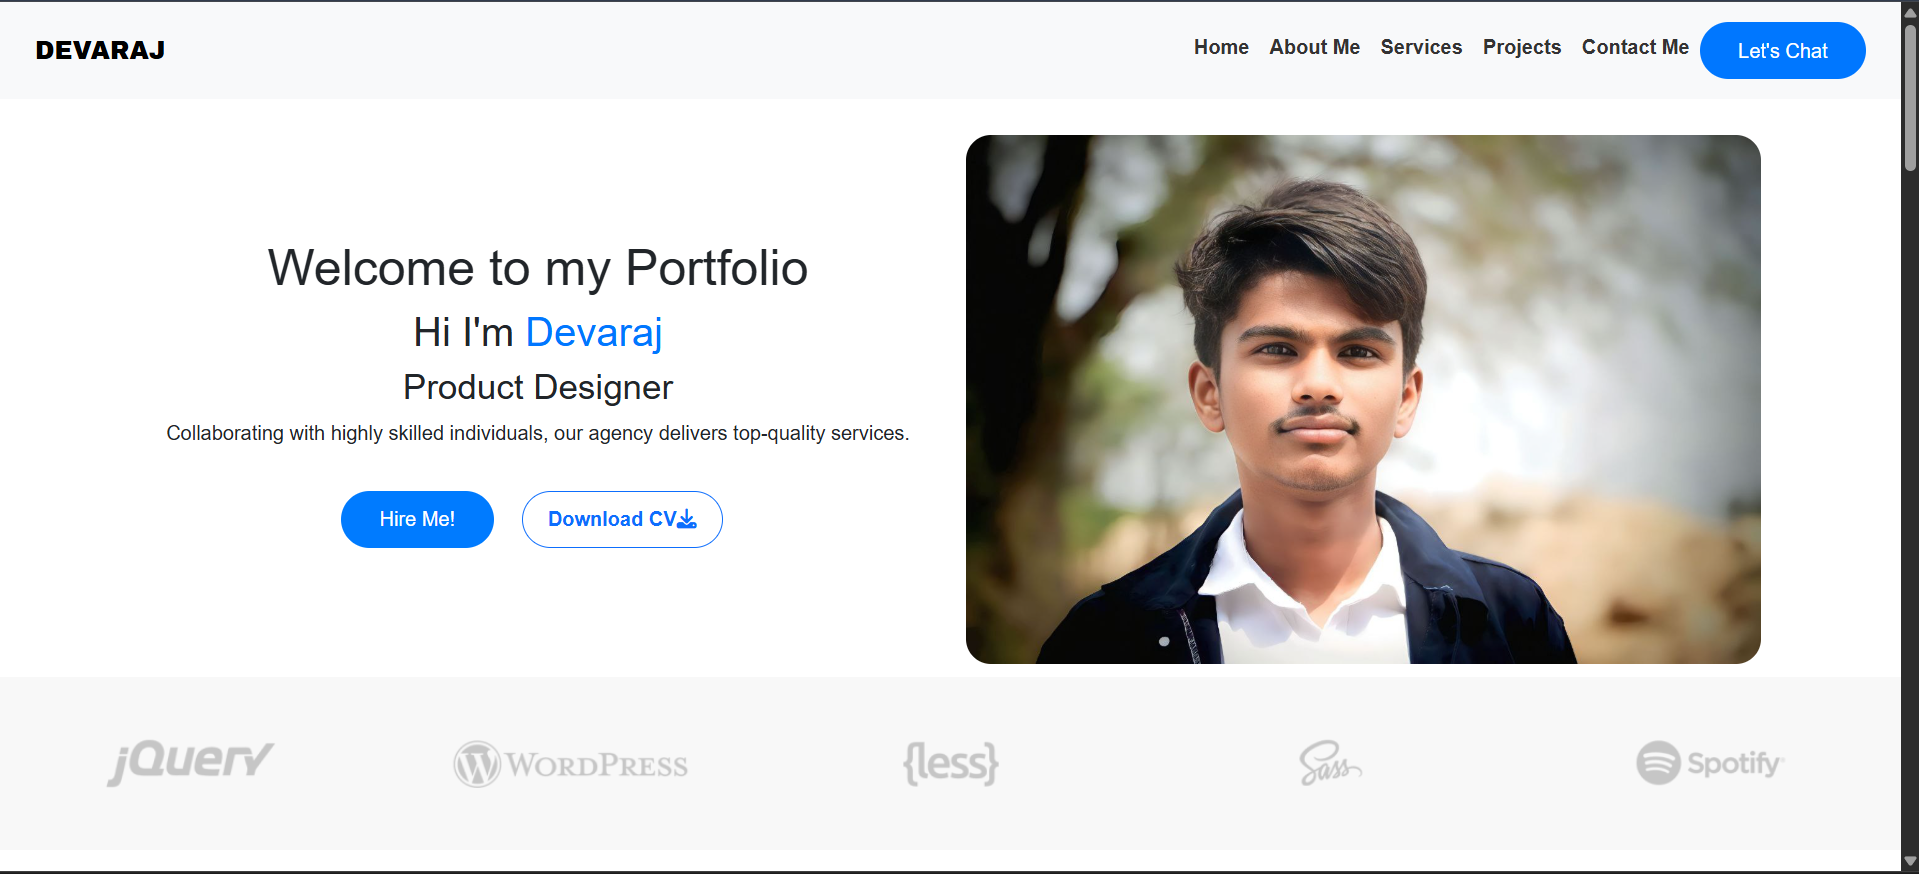 DEVARAJ
Home About Me Services Projects Contact Me Let's Chat
Welcome to my Portfolio
Hi I'm Devaraj
Product Designer
Collaborating with highly skilled individuals, our agency delivers top-quality services.
Hire Me! Download CV
jQuery WORDPRESS {less} Sass Spotify